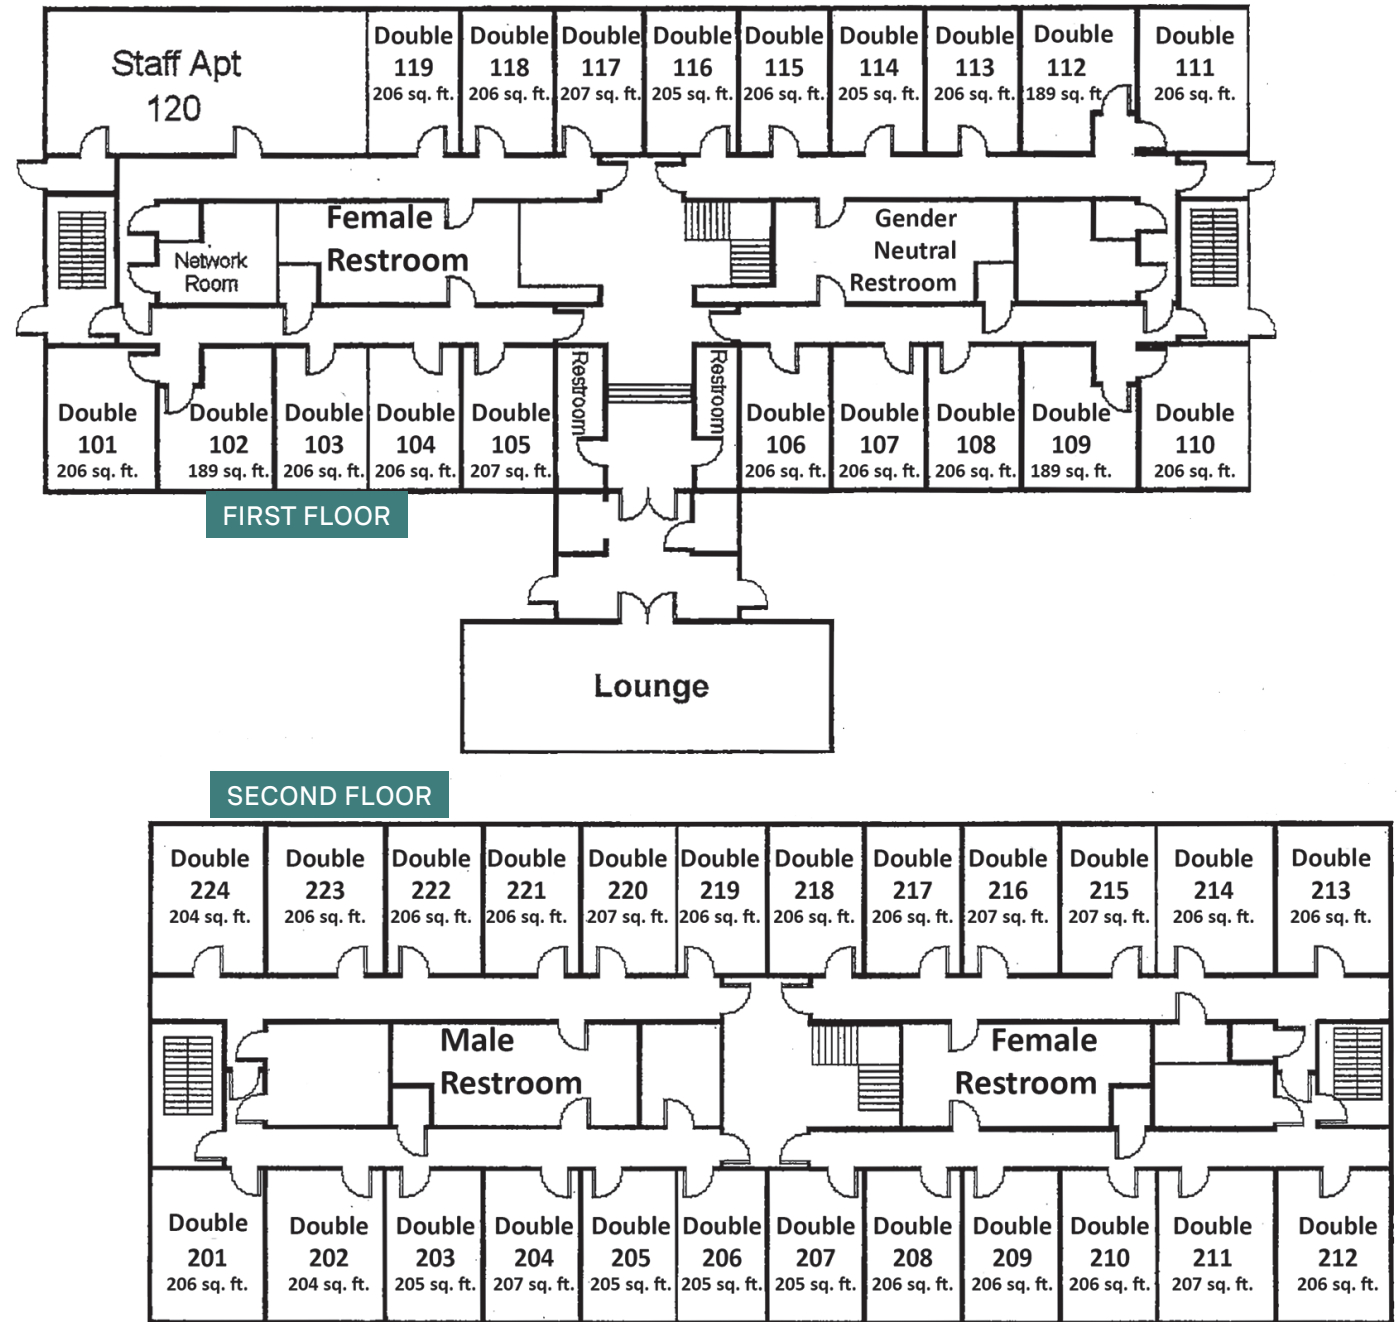 Staff Apt
120
Double
119
206 sq. ft.
Double
118
206 sq. ft.
Double
117
207 sq. ft.
Double
116
205 sq. ft.
Double
115
206 sq. ft.
Double
114
205 sq. ft.
Double
113
206 sq. ft.
Double
112
189 sq. ft.
Double
111
206 sq. ft.
Network
Room
Female
Restroom
Gender
Neutral
Restroom
Double
101
206 sq. ft.
Double
102
189 sq. ft.
Double
103
206 sq. ft.
Double
104
206 sq. ft.
Double
105
207 sq. ft.
Restroom
Restroom
Double
106
206 sq. ft.
Double
107
206 sq. ft.
Double
108
206 sq. ft.
Double
109
189 sq. ft.
Double
110
206 sq. ft.
FIRST FLOOR
Lounge
SECOND FLOOR
Double
224
204 sq. ft.
Double
223
206 sq. ft.
Double
222
206 sq. ft.
Double
221
206 sq. ft.
Double
220
207 sq. ft.
Double
219
206 sq. ft.
Double
218
206 sq. ft.
Double
217
206 sq. ft.
Double
216
207 sq. ft.
Double
215
207 sq. ft.
Double
214
206 sq. ft.
Double
213
206 sq. ft.
Male
Restroom
Female
Restroom
Double
201
206 sq. ft.
Double
202
204 sq. ft.
Double
203
205 sq. ft.
Double
204
207 sq. ft.
Double
205
205 sq. ft.
Double
206
205 sq. ft.
Double
207
205 sq. ft.
Double
208
206 sq. ft.
Double
209
206 sq. ft.
Double
210
206 sq. ft.
Double
211
207 sq. ft.
Double
212
206 sq. ft.